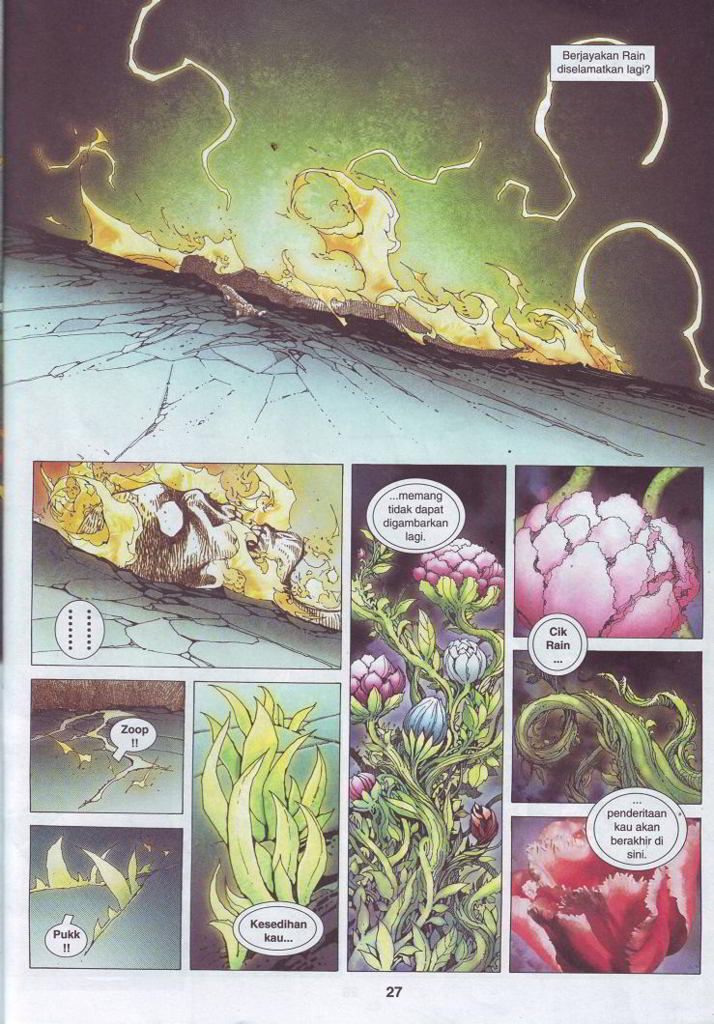 Berjayakan Rain
diselamatkan lagi?
Zoop
!!
Pukk
!!
Kesedihan
kau...
...memang
tidak dapat
digambarkan
lagi.
Cik
Rain
...
...
penderitaan
kau akan
berakhir di
sini.
27